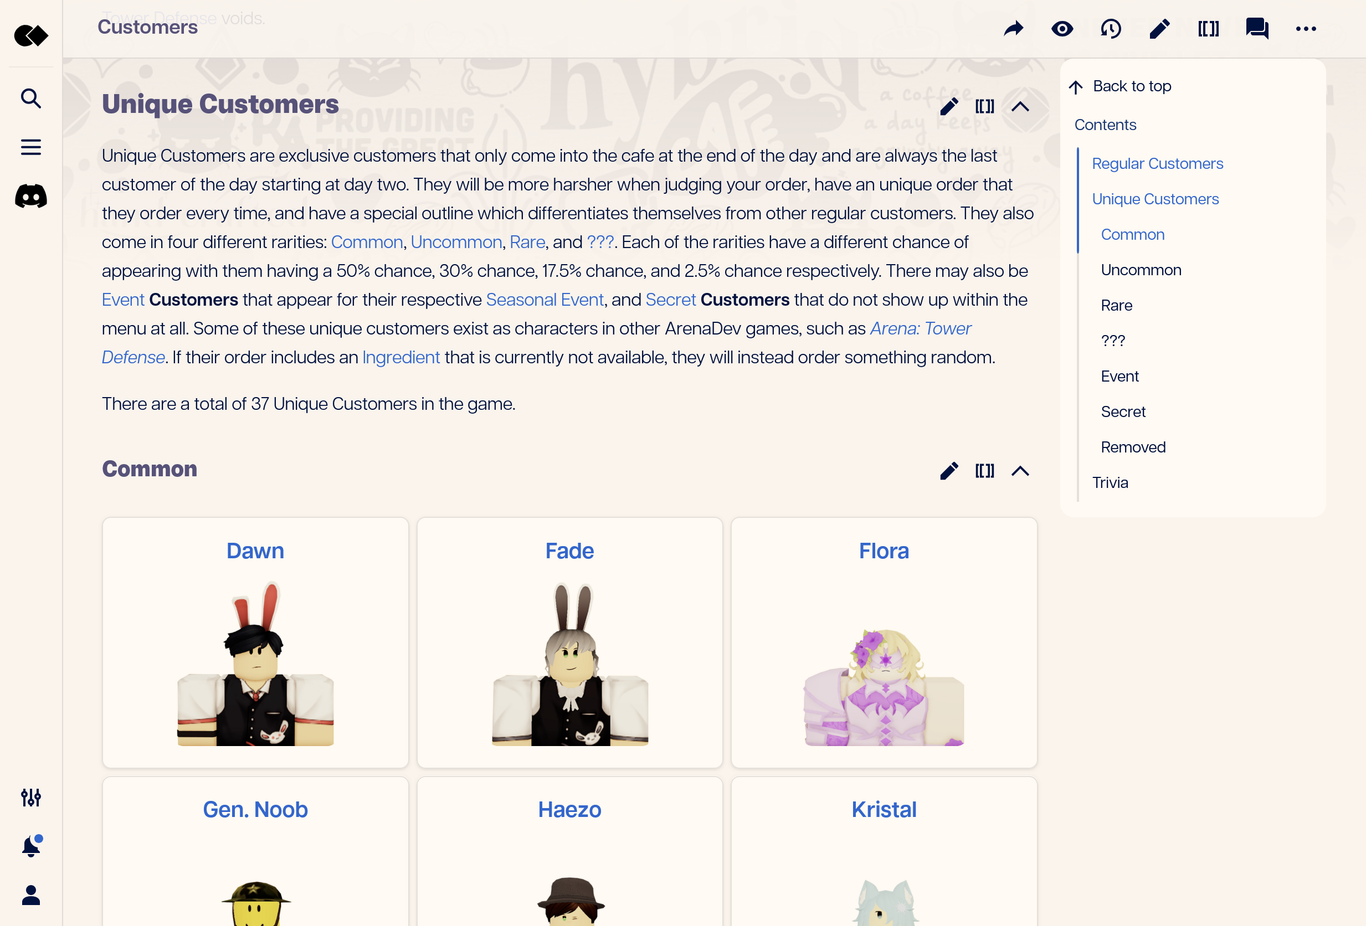 Tower Defense voids.
Customers
Back to top
Contents
Regular Customers
Unique Customers
Common
Uncommon
Rare
???
Event
Secret
Removed
Trivia
Unique Customers
PROVIDING
THE GREAT
hybrid
a coffee
a day keeps
Unique Customers are exclusive customers that only come into the cafe at the end of the day and are always the last
customer of the day starting at day two. They will be more harsher when judging your order, have an unique order that
they order every time, and have a special outline which differentiates themselves from other regular customers. They also
come in four different rarities: Common, Uncommon, Rare, and ???. Each of the rarities have a different chance of
appearing with them having a 50% chance, 30% chance, 17.5% chance, and 2.5% chance respectively. There may also be
Event Customers that appear for their respective Seasonal Event, and Secret Customers that do not show up within the
menu at all. Some of these unique customers exist as characters in other ArenaDev games, such as Arena: Tower
Defense. If their order includes an Ingredient that is currently not available, they will instead order something random.
There are a total of 37 Unique Customers in the game.
Common
Dawn
Fade
Flora
Gen. Noob
Haezo
Kristal